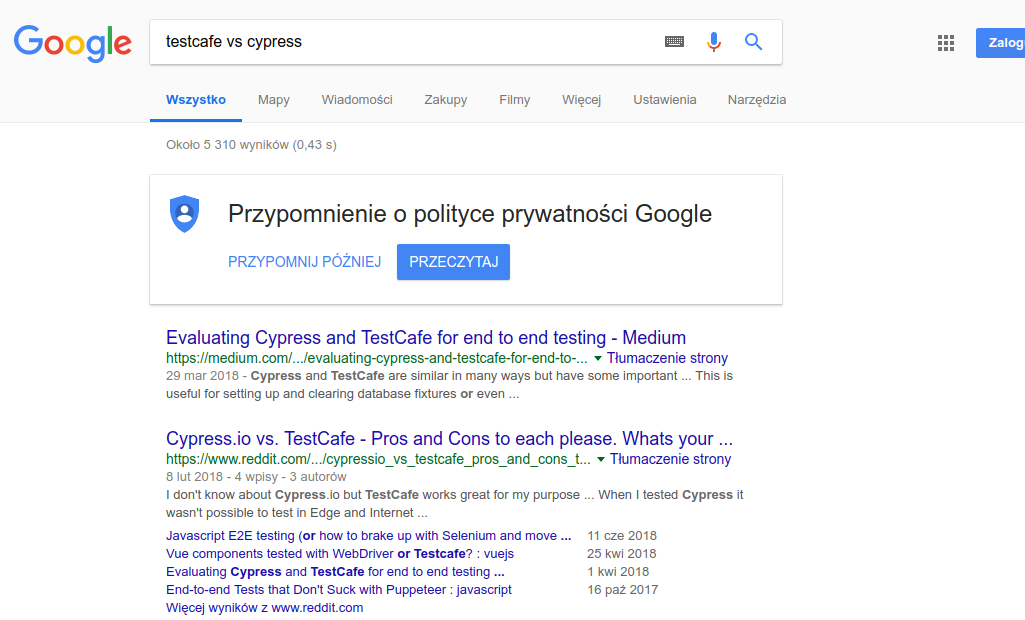 Google
testcafe vs cypress
Zalog
Wszystko Mapy Wiadomości Zakupy Filmy Więcej Ustawienia Narzędzia
Około 5 310 wyników (0,43 s)
Przypomnienie o polityce prywatności Google
PRZYPOMNIJ PÓŹNIEJ PRZECZYTAJ
Evaluating Cypress and TestCafe for end to end testing - Medium
https://medium.com/.../evaluating-cypress-and-testcafe-for-end-to-... Tłumaczenie strony
29 mar 2018 - Cypress and TestCafe are similar in many ways but have some important ... This is
useful for setting up and clearing database fixtures or even ...
Cypress.io vs. TestCafe - Pros and Cons to each please. Whats your ...
https://www.reddit.com/.../cypressio_vs_testcafe_pros_and_cons_t... Tłumaczenie strony
8 lut 2018 - 4 wpisy - 3 autorów
I don't know about Cypress.io but TestCafe works great for my purpose ... When I tested Cypress it
wasn't possible to test in Edge and Internet ...
Javascript E2E testing (or how to brake up with Selenium and move ... 11 cze 2018
Vue components tested with WebDriver or Testcafe? : vuejs 25 kwi 2018
Evaluating Cypress and TestCafe for end to end testing ... 1 kwi 2018
End-to-end Tests that Don't Suck with Puppeteer : javascript 16 paź 2017
Więcej wyników z www.reddit.com